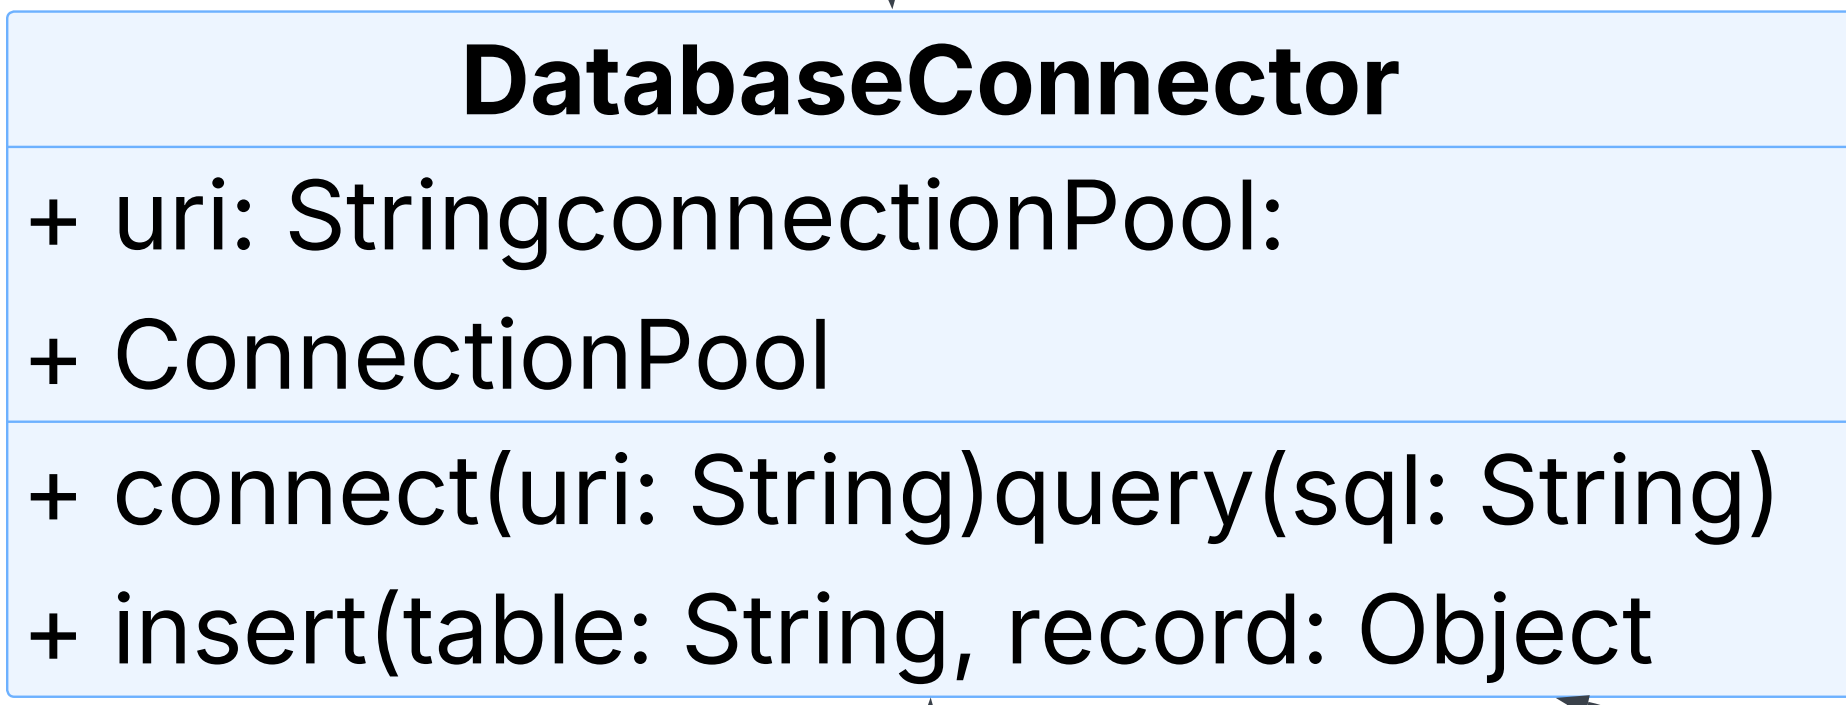 DatabaseConnector
+ uri: StringconnectionPool:
+ ConnectionPool
+ connect(uri: String)query(sql: String)
+ insert(table: String, record: Object